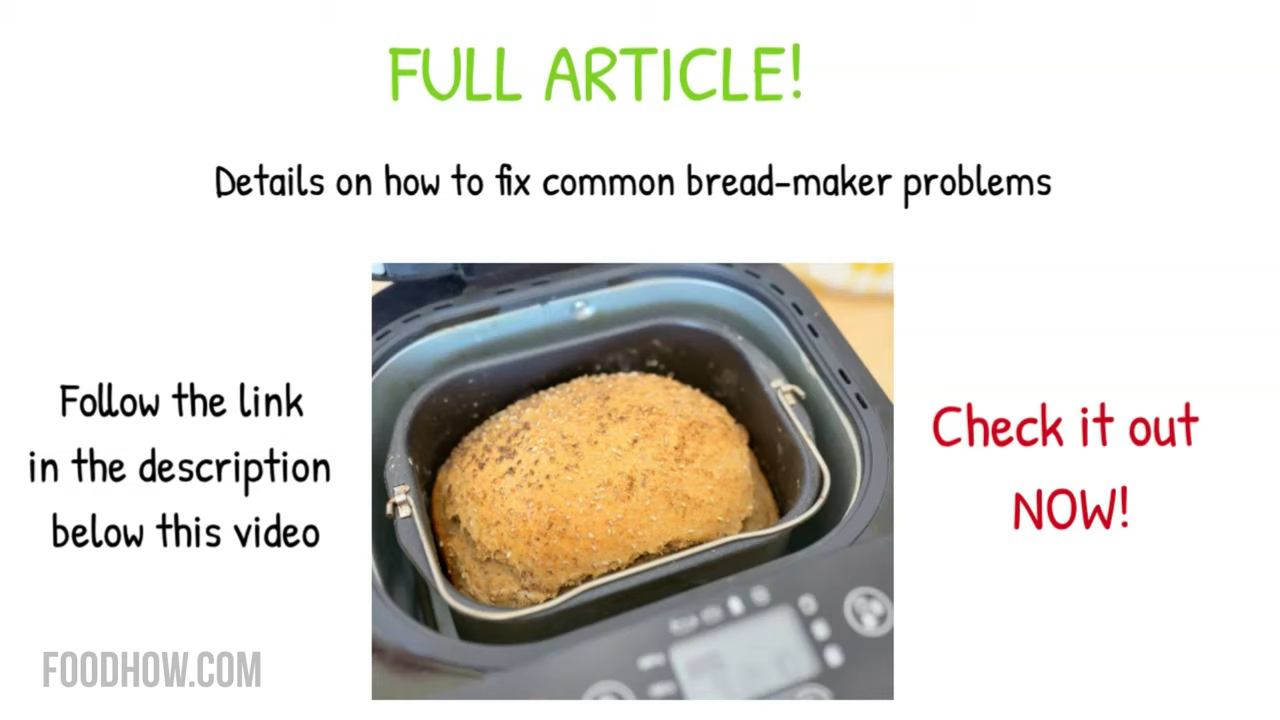 FULL ARTICLE!
Details on how to fix common bread-maker problems
Follow the link
in the description
below this video
Check it out
NOW!
FOODHOW.COM